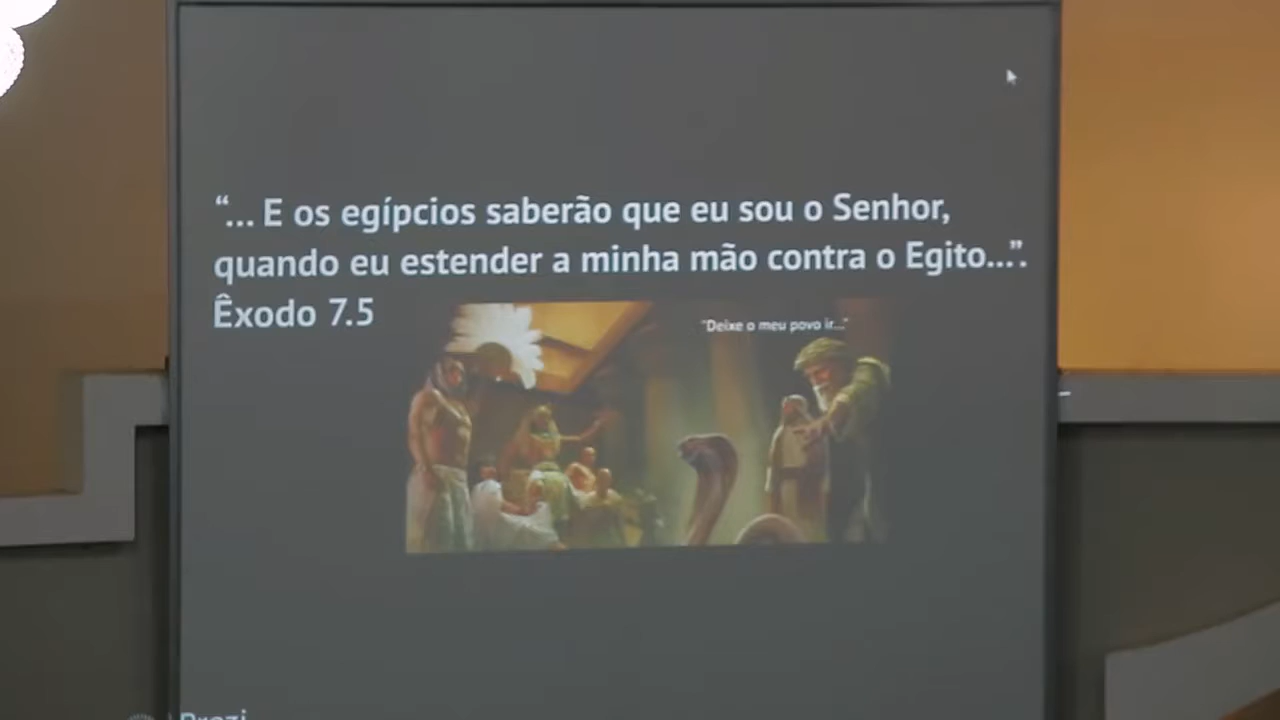 “... E os egípcios saberão que eu sou o Senhor,
quando eu estender a minha mão contra o Egito...”.
Êxodo 7.5
“Deixe o meu povo ir...”
Prezi